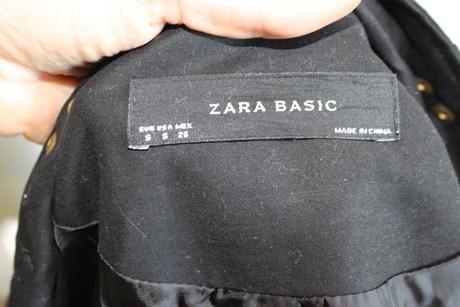 ZARA BASIC
EUR USA MEX
S S 26
MADE IN CHINA